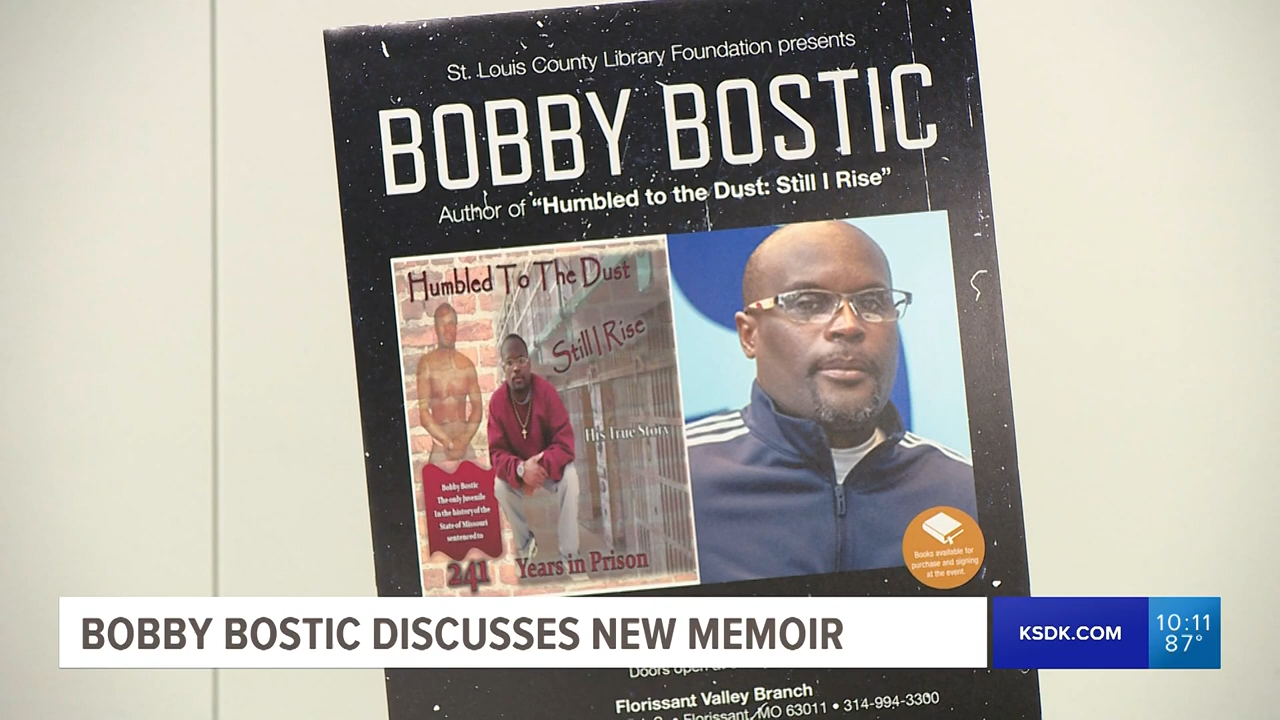 St. Louis County Library Foundation presents
BOBBY BOSTIC
Author of “Humbled to the Dust: Still I Rise”
Humbled To The Dust
Still I Rise
His True Story
Bobby Bostic
The only Juvenile
In the history of the
State of Missouri
sentenced to
241 Years in Prison
Books available for
purchase and signing
at the event.
BOBBY BOSTIC DISCUSSES NEW MEMOIR
KSDK.COM
10:11
87°
Doors open at
Florissant Valley Branch
• Florissant, MO 63011 • 314-994-3300